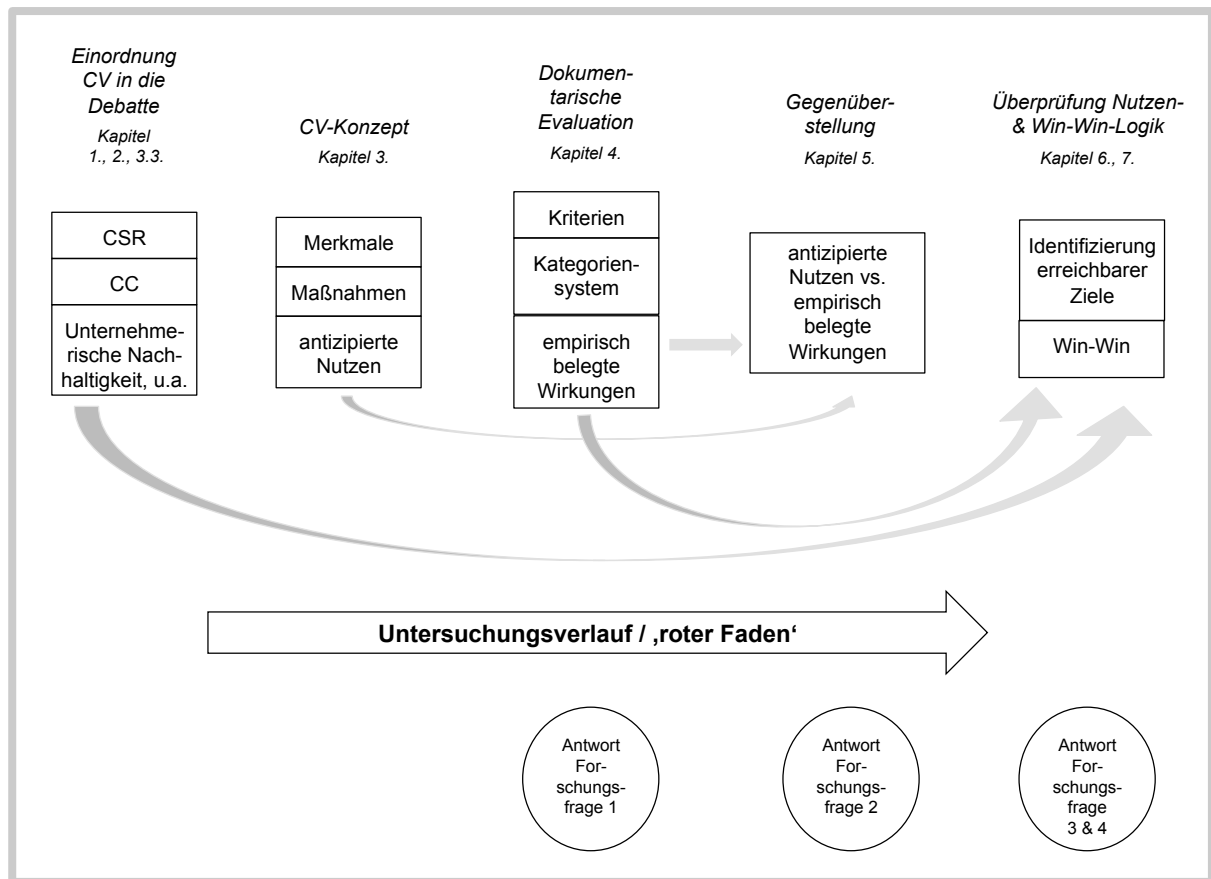 Einordnung
CV in die
Debatte
Kapitel
1., 2., 3.3.
CSR
CC
Unternehme-
rische Nach-
haltigkeit, u.a.
CV-Konzept
Kapitel 3.
Merkmale
Maßnahmen
antizipierte
Nutzen
Dokumen-
tarische
Evaluation
Kapitel 4.
Kriterien
Kategorien-
system
empirisch
belegte
Wirkungen
Gegenüber-
stellung
Kapitel 5.
antizipierte
Nutzen vs.
empirisch
belegte
Wirkungen
Überprüfung Nutzen-
& Win-Win-Logik
Kapitel 6., 7.
Identifizierung
erreichbarer
Ziele
Win-Win
Untersuchungsverlauf / ‚roter Faden‘
Antwort
For-
schungs-
frage 1
Antwort
For-
schungs-
frage 2
Antwort
For-
schungs-
frage
3 & 4